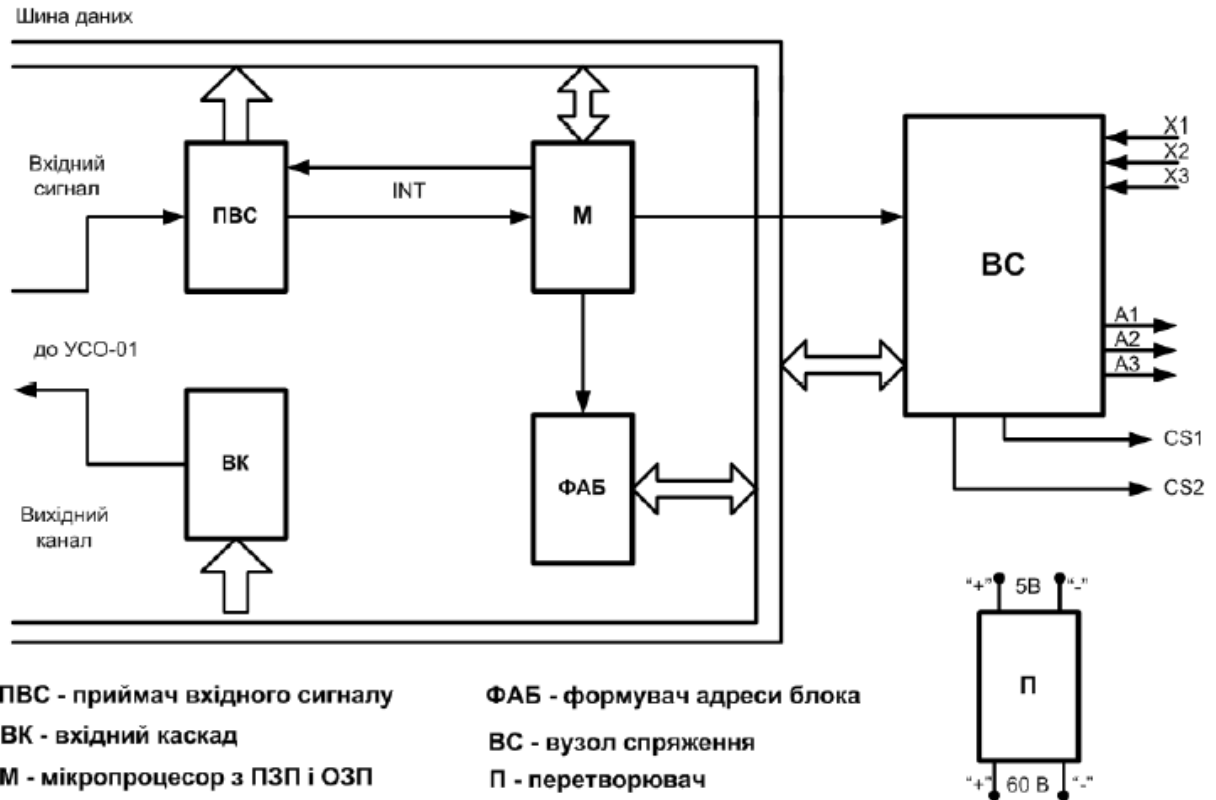 Шина даних
Вхідний
сигнал
ПВС
INT
М
ВС
X1
X2
X3
A1
A2
A3
CS1
CS2
до УСО-01
ВК
Вихідний
канал
ФАБ
"+" 5В "-"
П
"+" 60 В "-"
ПВС - приймач вхідного сигналу
ВК - вхідний каскад
М - мікропроцесор з ПЗП і ОЗП
ФАБ - формувач адреси блока
ВС - вузол спряження
П - перетворювач